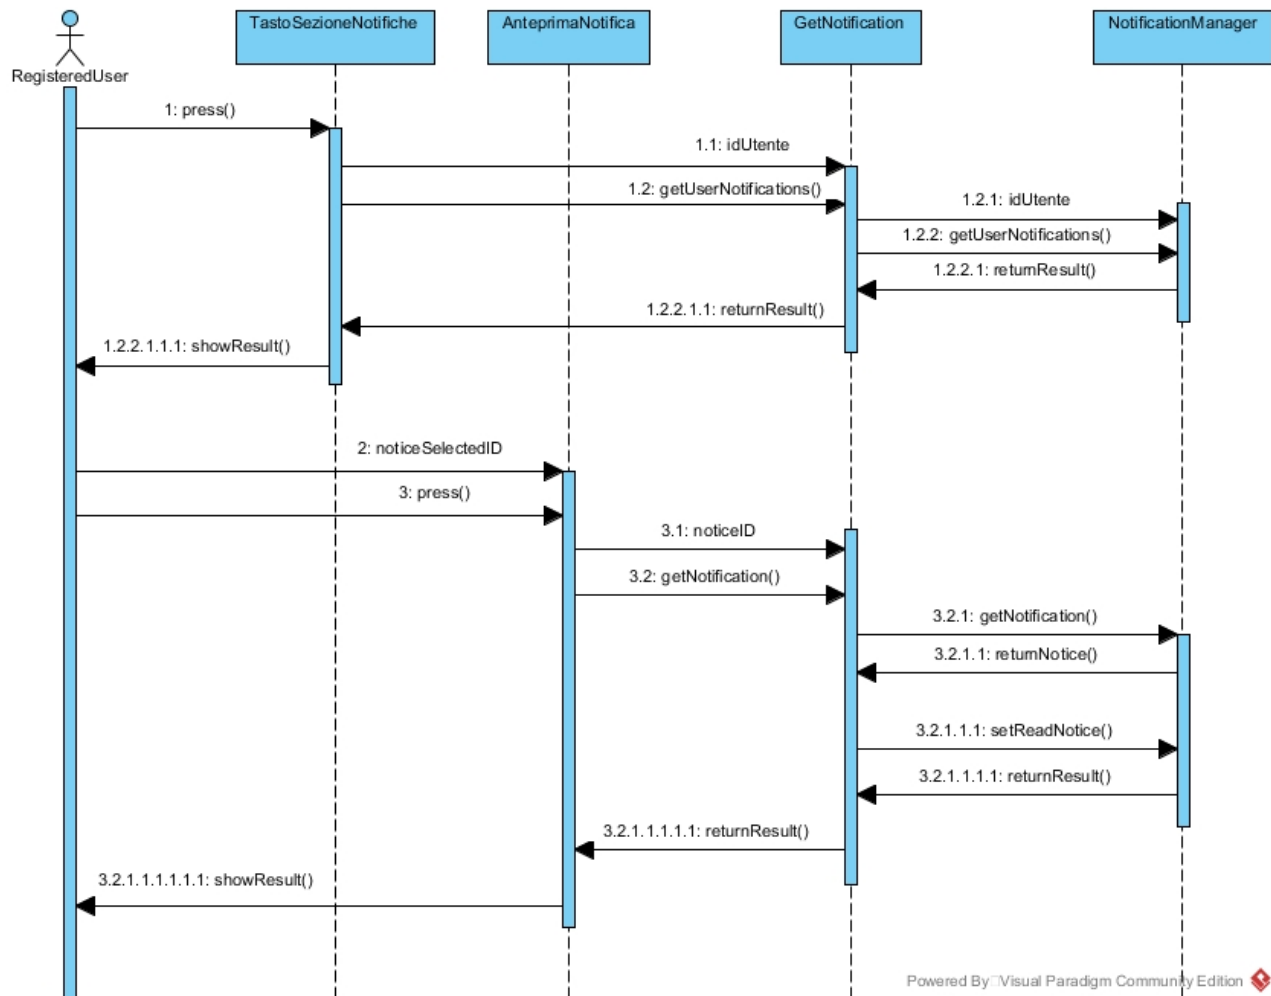 TastoSezioneNotifiche
AnteprimaNotifica
GetNotification
NotificationManager
RegisteredUser
1: press()
1.1: idUtente
1.2: getUserNotifications()
1.2.1: idUtente
1.2.2: getUserNotifications()
1.2.2.1: returnResult()
1.2.2.1.1: returnResult()
1.2.2.1.1.1: showResult()
2: noticeSelectedID
3: press()
3.1: noticeID
3.2: getNotification()
3.2.1: getNotification()
3.2.1.1: returnNotice()
3.2.1.1.1: setReadNotice()
3.2.1.1.1.1: returnResult()
3.2.1.1.1.1.1: returnResult()
3.2.1.1.1.1.1.1: showResult()
Powered By Visual Paradigm Community Edition